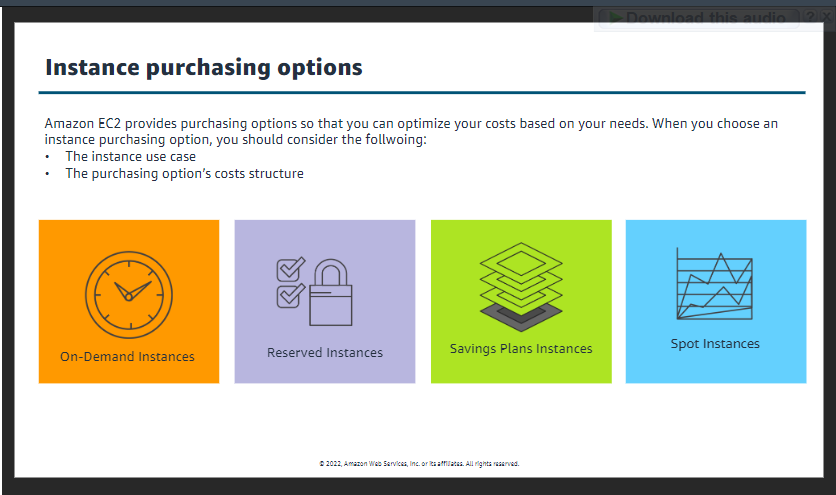 Download this audio
Instance purchasing options
Amazon EC2 provides purchasing options so that you can optimize your costs based on your needs. When you choose an
instance purchasing option, you should consider the follwoing:
• The instance use case
• The purchasing option's costs structure
On-Demand Instances
Reserved Instances
Savings Plans Instances
Spot Instances
© 2022, Amazon Web Services, Inc. or its affiliates. All rights reserved.